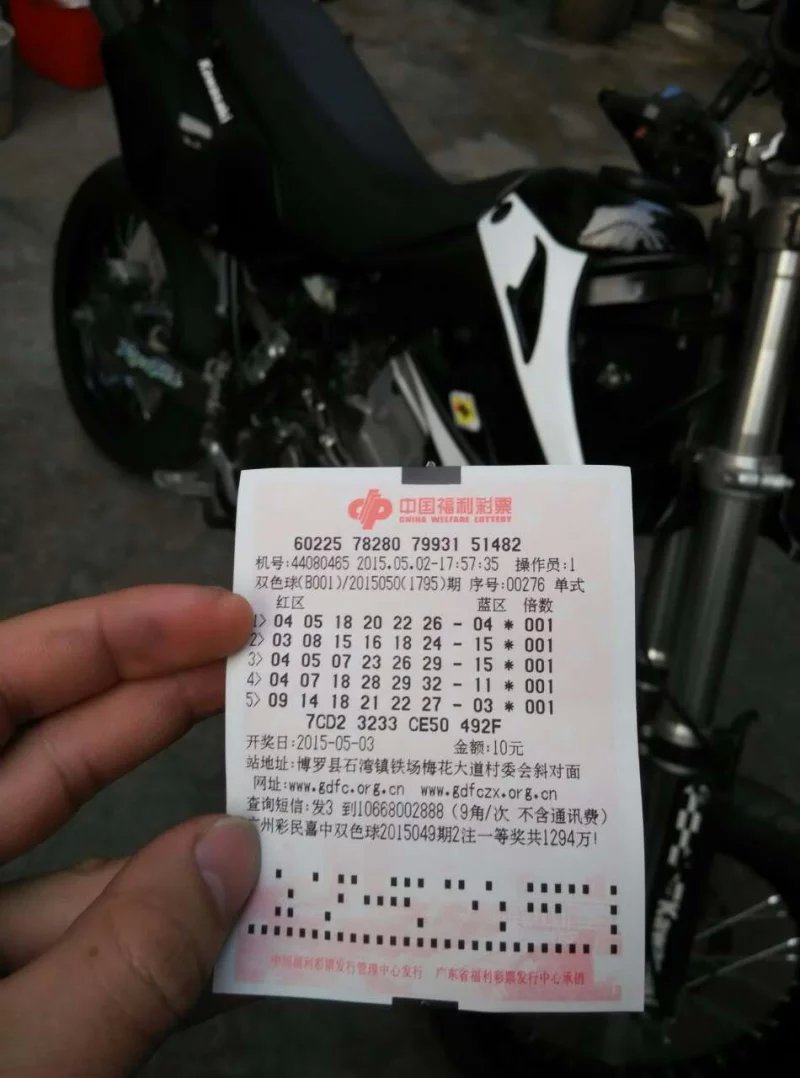 Kawasaki
中国福利彩票
CHINA WELFARE LOTTERY
60225 78280 79931 51482
机号:44080465 2015.05.02-17:57:35 操作员:1
双色球(B001)/2015050(1795)期 序号:00276 单式
红区 蓝区 倍数
1> 04 05 18 20 22 26 - 04 * 001
2> 03 08 15 16 18 24 - 15 * 001
3> 04 05 07 23 26 29 - 15 * 001
4> 04 07 18 28 29 32 - 11 * 001
5> 09 14 18 21 22 27 - 03 * 001
7CD2 3233 CE50 492F
开奖日:2015-05-03 金额:10元
站地址:博罗县石湾镇铁场梅花大道村委会斜对面
网址:www.gdfc.org.cn www.gdfczx.org.cn
查询短信:发3 到10668002888(9角/次 不含通讯费)
广州彩民喜中双色球2015049期2注一等奖共1294万!
中国福利彩票发行管理中心发行 广东省福利彩票发行中心承销